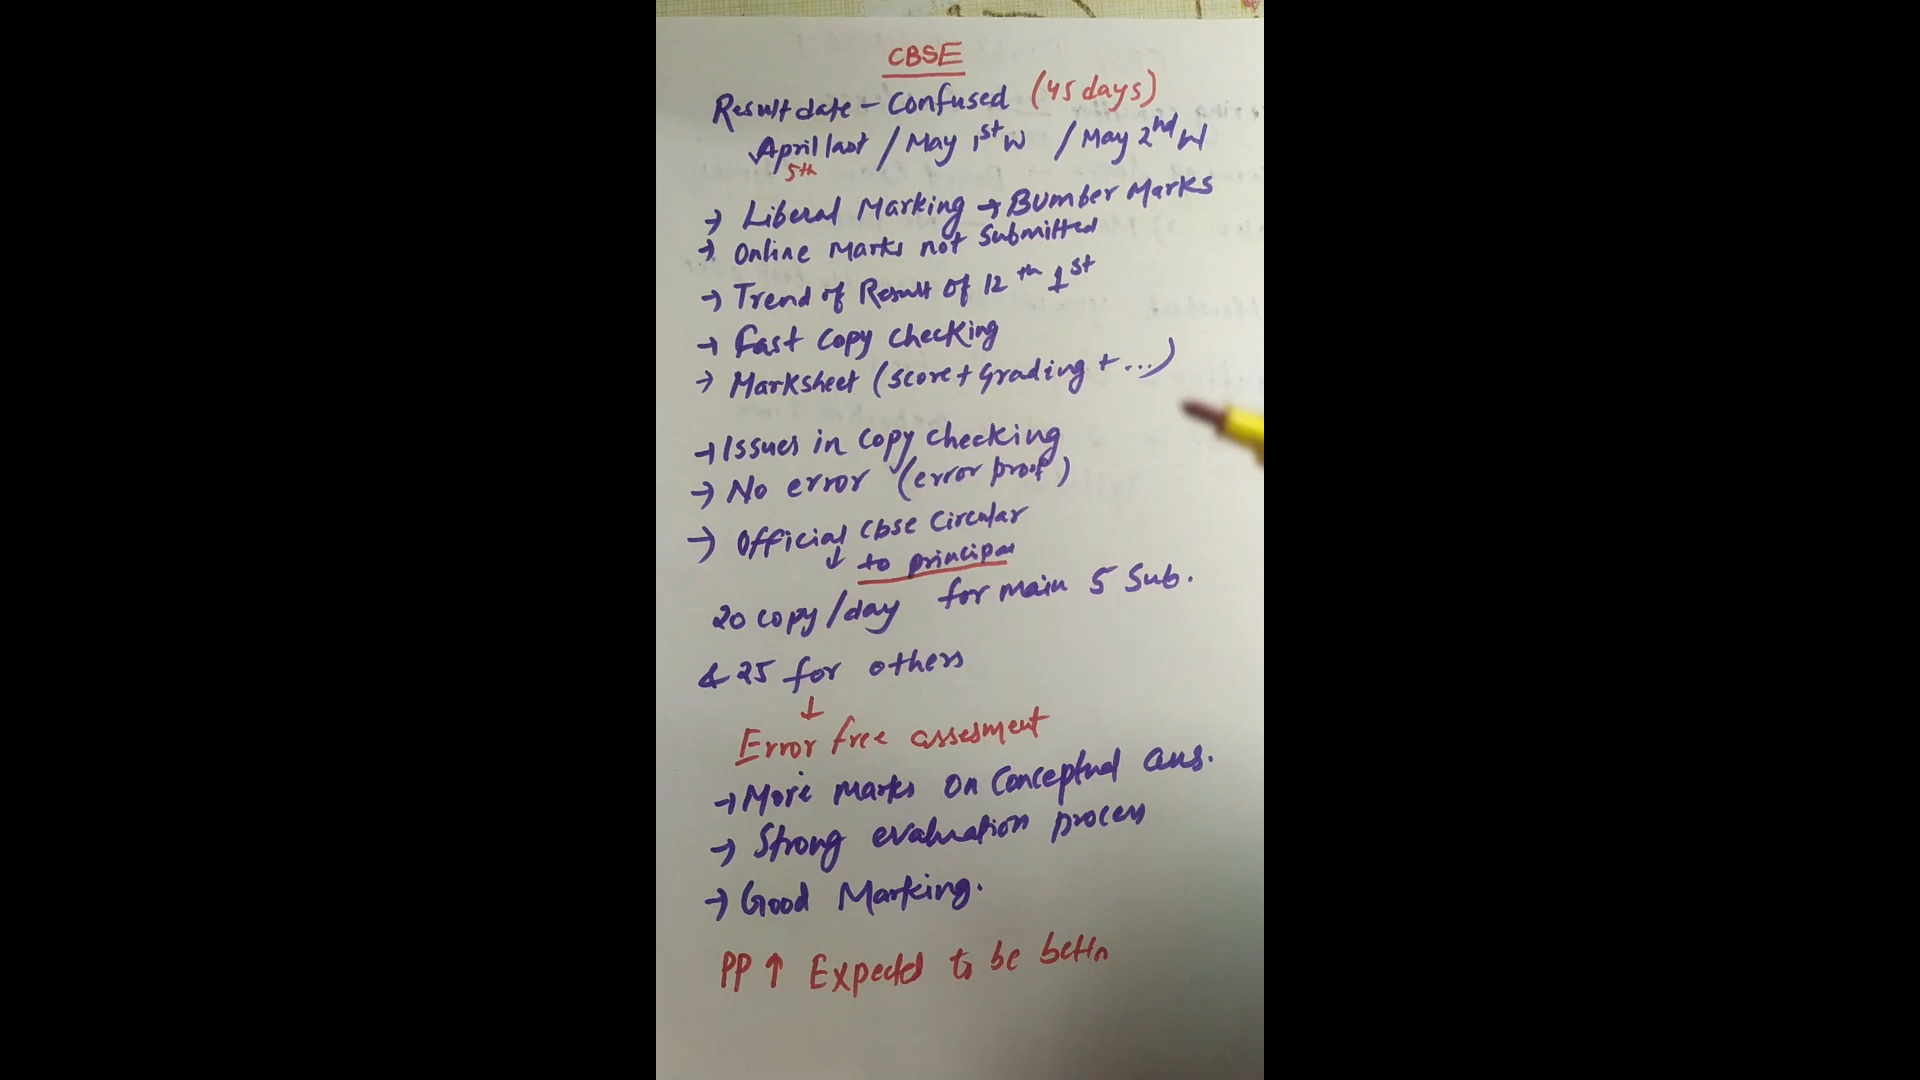 CBSE
Result date - Confused (45 days)
April last / May 1st W / May 2nd W
5th
→ Liberal Marking → Bumber Marks
→ Online Marks not Submitted
→ Trend of Result of 12th 1st
→ Fast Copy Checking
→ Marksheet (Score + Grading + ...)
→ Issues in Copy Checking
→ No error (error proof)
→ Official Cbse Circular
↓ to principal
20 copy/day for main 5 Sub.
& 25 for others
↓
Error free assesment
→ More marks on Conceptual ans.
→ Strong evaluation process
→ Good Marking.
PP ↑ Expected to be better